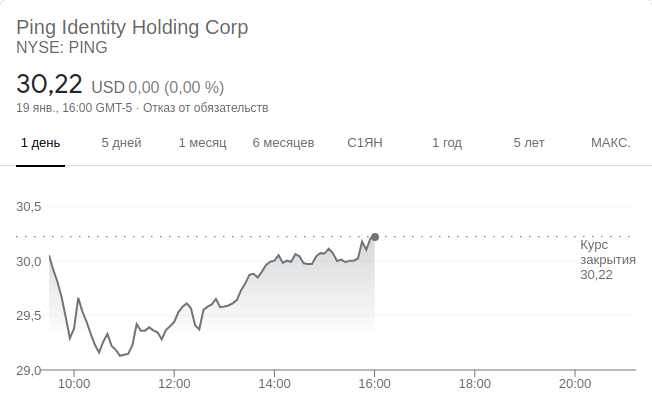 Ping Identity Holding Corp
NYSE: PING
30,22 USD 0,00 (0,00 %)
19 янв., 16:00 GMT-5 · Отказ от обязательств
1 день 5 дней 1 месяц 6 месяцев С1ЯН 1 год 5 лет МАКС.
30,5
Курс
закрытия
30,22
30,0
29,5
29,0
10:00 12:00 14:00 16:00 18:00 20:00